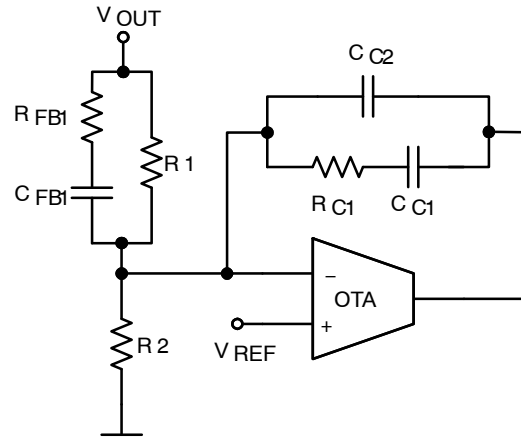 V OUT
C C2
R FB1
R 1
C FB1
R C1
C C1
−
OTA
+
R 2
V REF